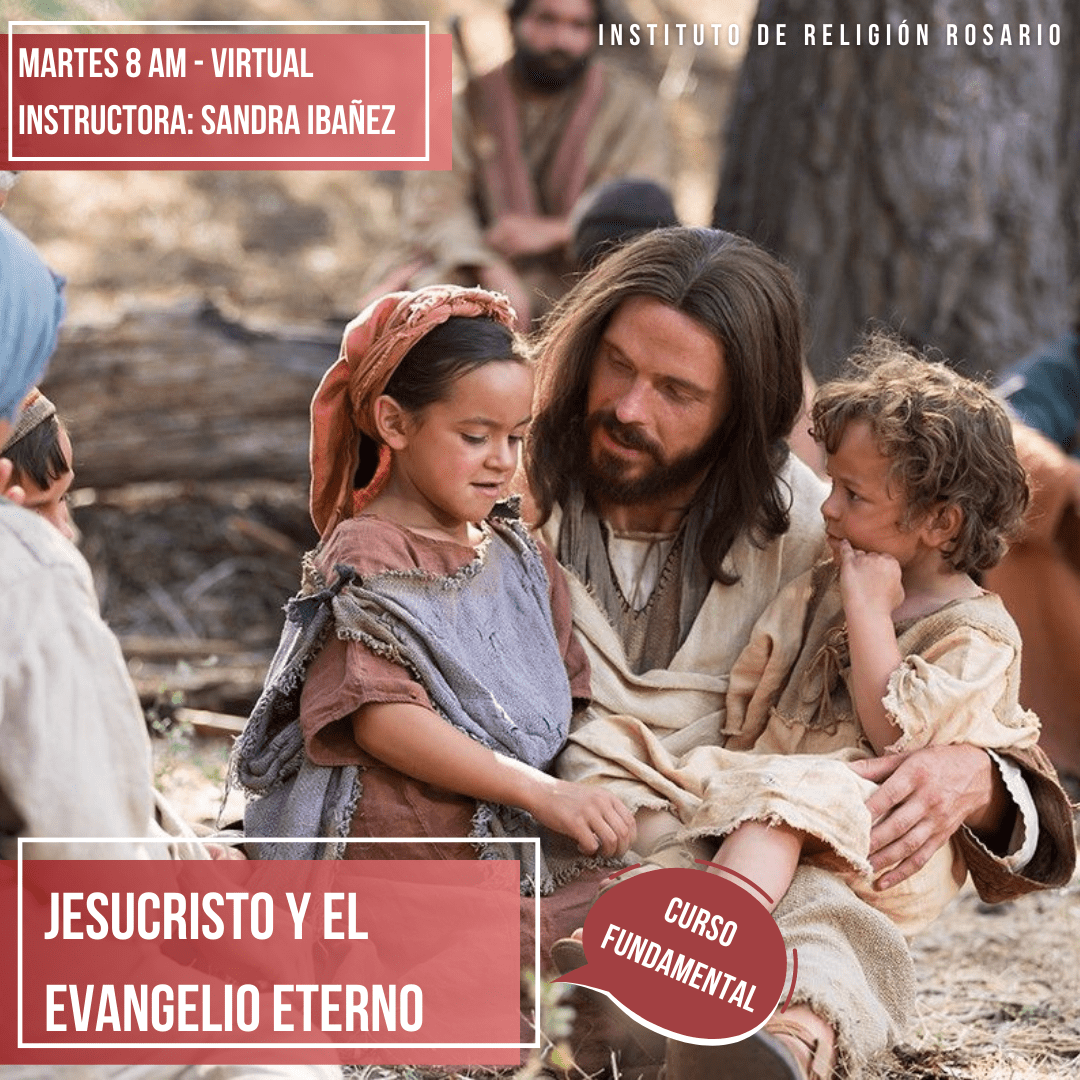 INSTITUTO DE RELIGIÓN ROSARIO
MARTES 8 AM - VIRTUAL
INSTRUCTORA: SANDRA IBAÑEZ
JESUCRISTO Y EL
EVANGELIO ETERNO
CURSO
FUNDAMENTAL